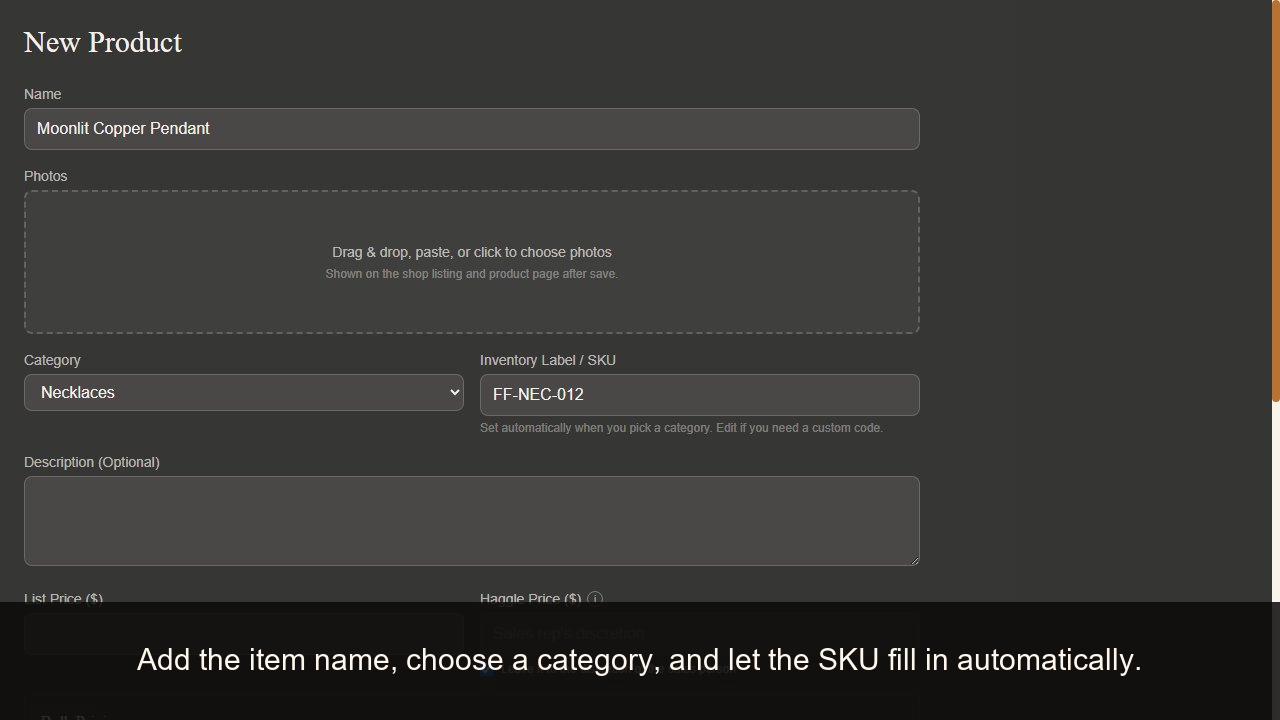 New Product
Name
Moonlit Copper Pendant
Photos
Drag & drop, paste, or click to choose photos
Shown on the shop listing and product page after save.
Category
Inventory Label / SKU
Necklaces
FF-NEC-012
Set automatically when you pick a category. Edit if you need a custom code.
Description (Optional)
List Price ($)
Haggle Price ($)
Sales rep's discretion
Add the item name, choose a category, and let the SKU fill in automatically.